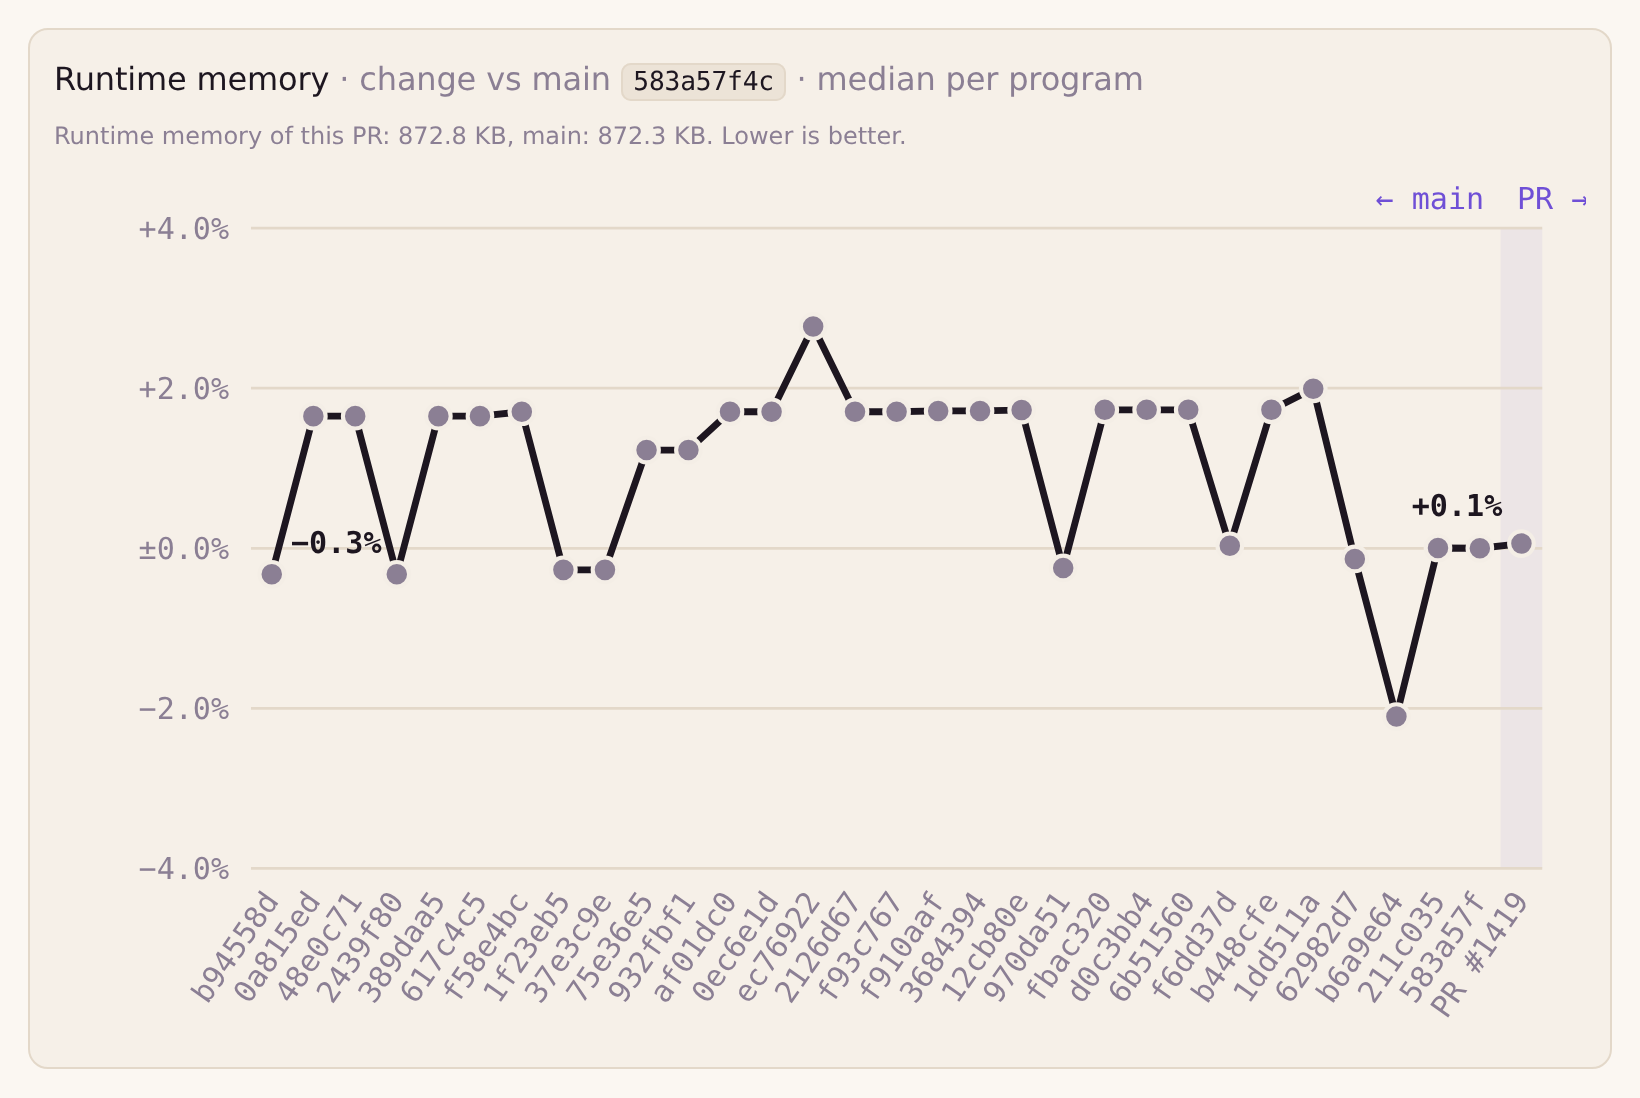 Runtime memory · change vs main 583a57f4c · median per program
Runtime memory of this PR: 872.8 KB, main: 872.3 KB. Lower is better.
← main PR →
+4.0%
+2.0%
±0.0%
−2.0%
−4.0%
−0.3%
+0.1%
b94558d
0a815ed
48e0c71
2439f80
389daa5
617c4c5
f58e4bc
1f23eb5
37e3c9e
75e36e5
932fbf1
af01dc0
0ec6e1d
ec76922
2126d67
f93c767
f910aaf
3684394
12cb80e
970da51
fbac320
d0c3bb4
6b51560
f6dd37d
b448cfe
1dd511a
62982d7
b6a9e64
211c035
583a57f
PR #1419